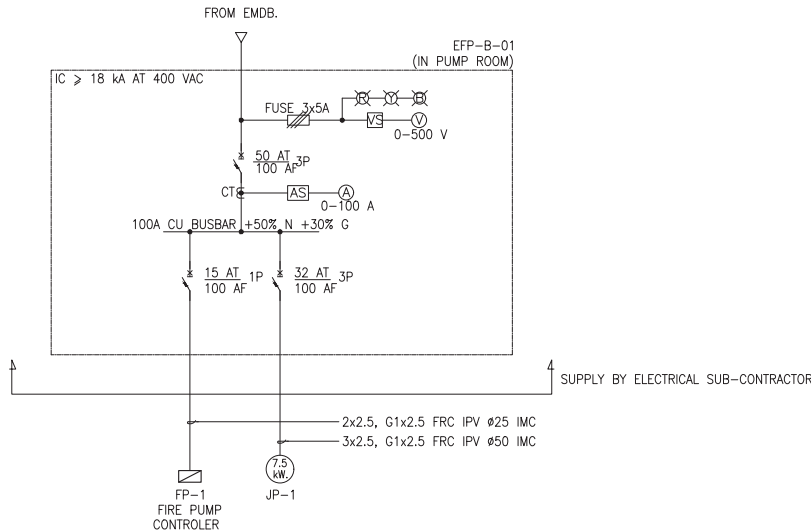 FROM EMDB.
EFP-B-01
(IN PUMP ROOM)
IC ⩾ 18 kA AT 400 VAC
R Y B
FUSE 3x5A
VS V
0-500 V
50 AT
100 AF 3P
CT
AS A
0-100 A
100A CU BUSBAR +50% N +30% G
15 AT
100 AF 1P
32 AT
100 AF 3P
SUPPLY BY ELECTRICAL SUB-CONTRACTOR
2x2.5, G1x2.5 FRC IPV ø25 IMC
3x2.5, G1x2.5 FRC IPV ø50 IMC
7.5
kW.
FP-1
FIRE PUMP
CONTROLER
JP-1